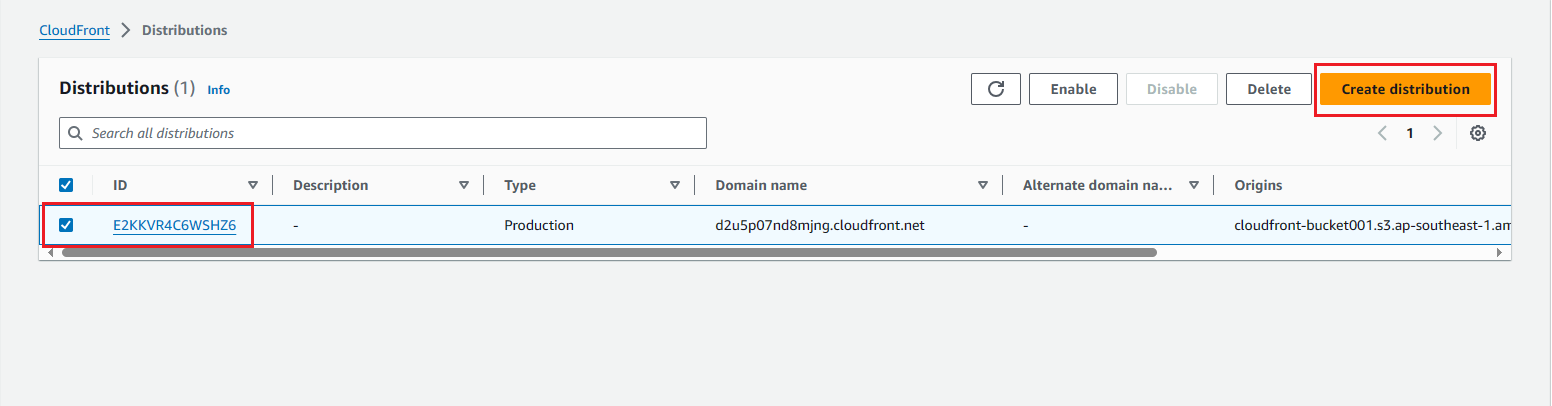 CloudFront > Distributions
Distributions (1) Info
Enable Disable Delete Create distribution
Search all distributions
1
ID Description Type Domain name Alternate domain na... Origins
E2KKVR4C6WSHZ6 - Production d2u5p07nd8mjng.cloudfront.net - cloudfront-bucket001.s3.ap-southeast-1.am